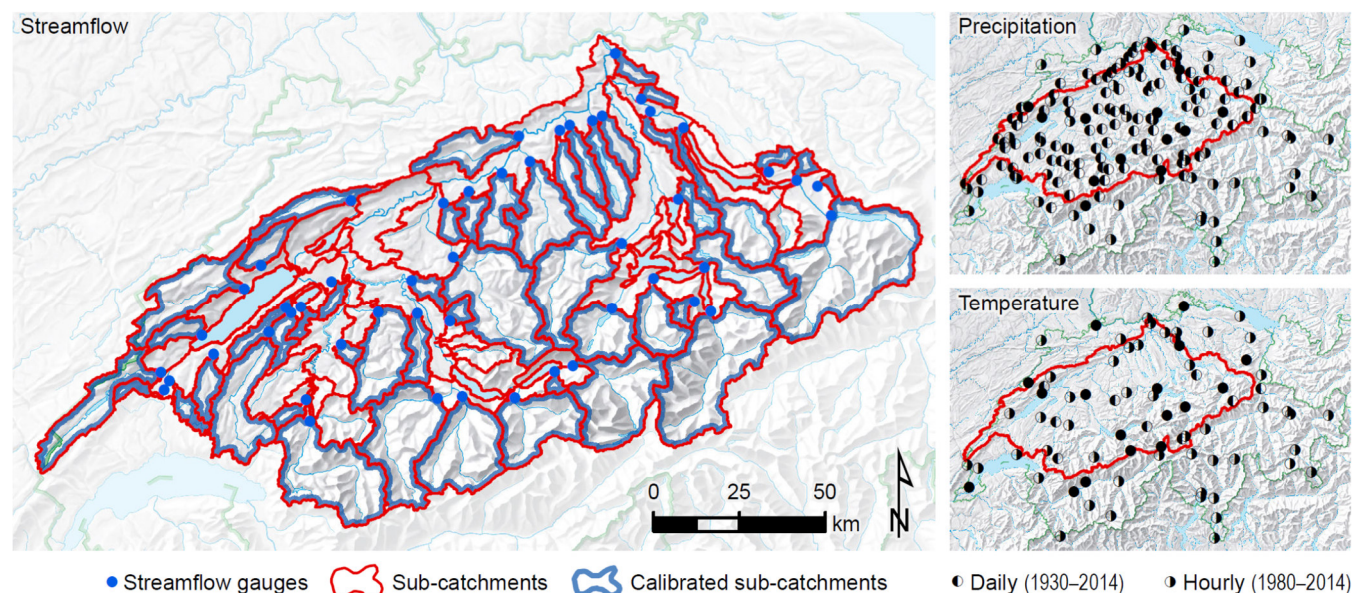 Streamflow
Precipitation
Temperature
0 25 50
km
N
Streamflow gauges Sub-catchments Calibrated sub-catchments Daily (1930–2014) Hourly (1980–2014)